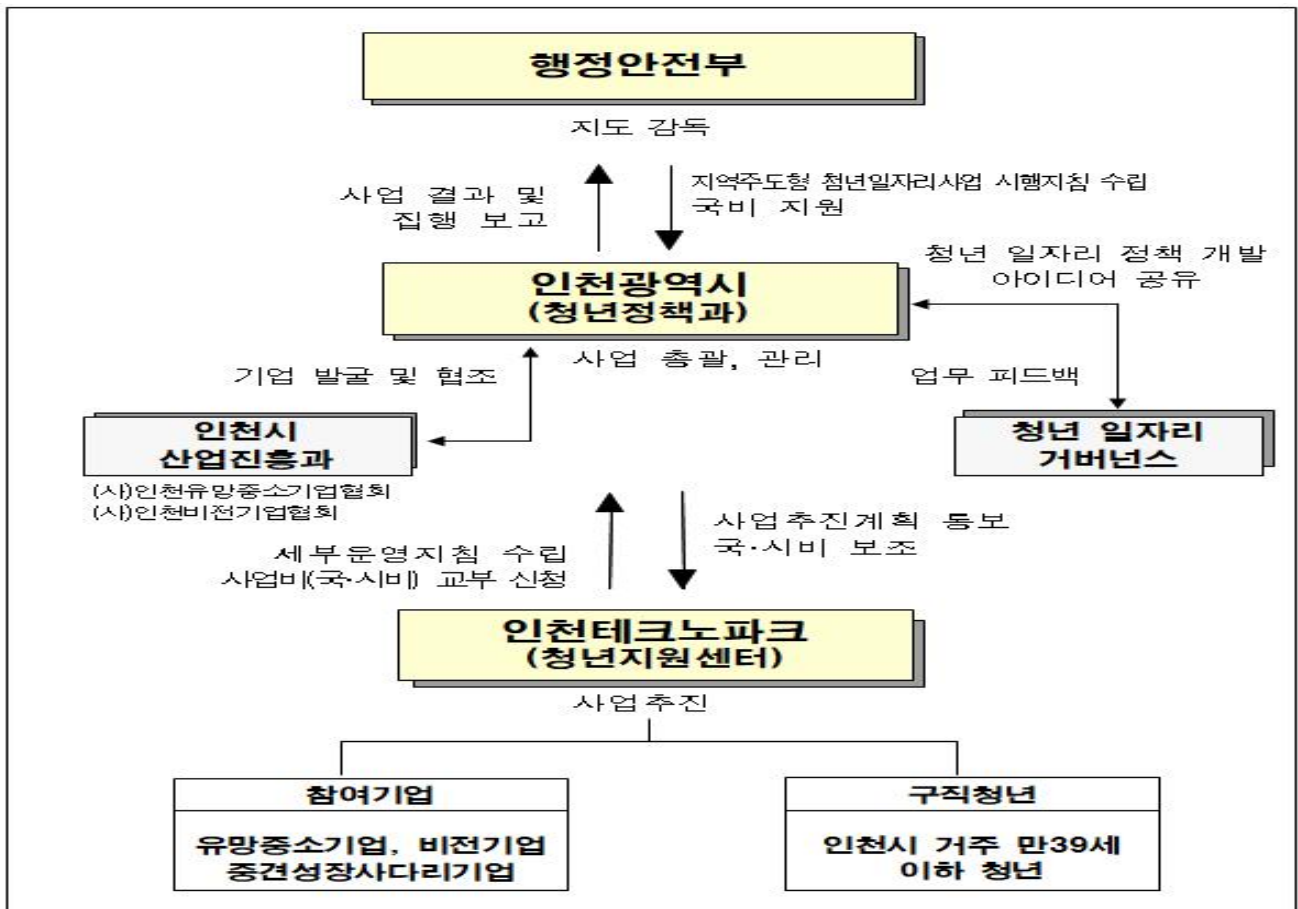 행정안전부
지도 감독
사업 결과 및
집행 보고
지역주도형 청년일자리사업 시행지침 수립
국비 지원
인천광역시
(청년정책과)
사업 총괄, 관리
청년 일자리 정책 개발
아이디어 공유
기업 발굴 및 협조
업무 피드백
인천시
산업진흥과
(사)인천유망중소기업협회
(사)인천비전기업협회
청년 일자리
거버넌스
세부운영지침 수립
사업비(국·시비) 교부 신청
사업추진계획 통보
국·시비 보조
인천테크노파크
(청년지원센터)
사업추진
참여기업
유망중소기업, 비전기업
중견성장사다리기업
구직청년
인천시 거주 만39세
이하 청년